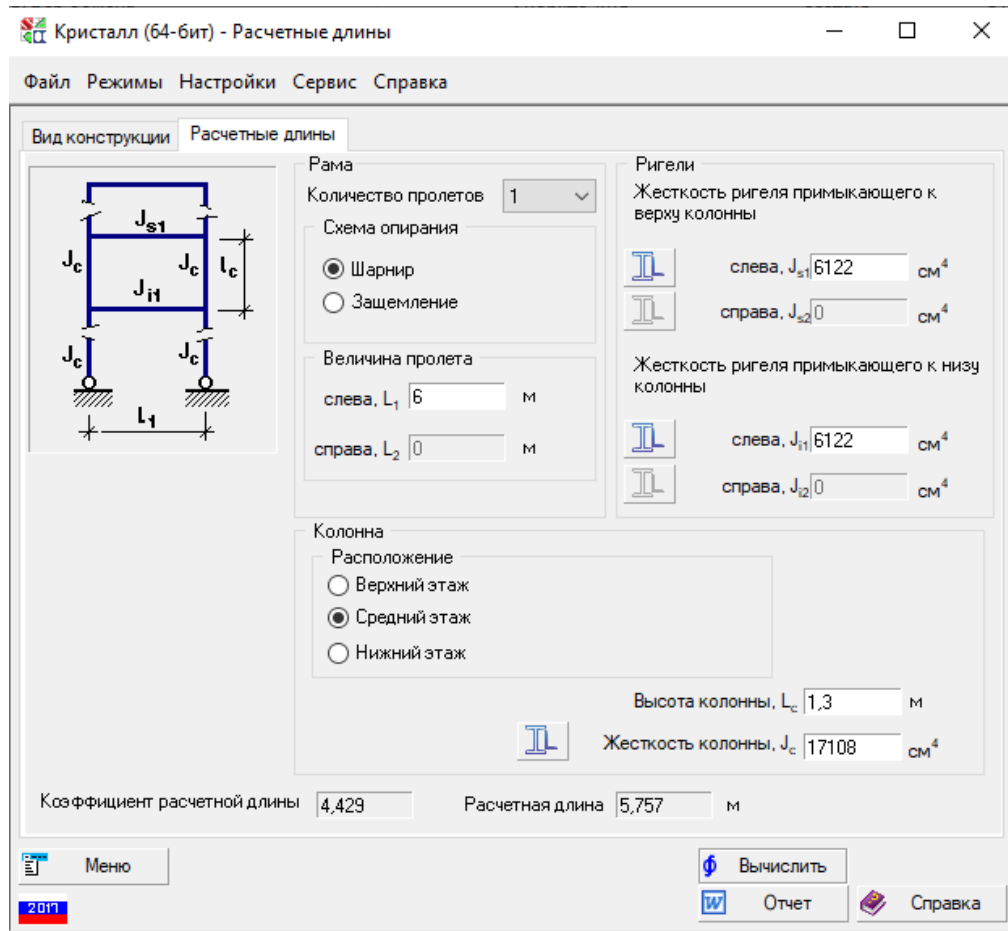 Кристалл (64-бит) - Расчетные длины
Файл Режимы Настройки Сервис Справка
Вид конструкции
Расчетные длины
Js1
Jc
Jc
lc
Ji1
Jc
Jc
L1
Рама
Количество пролетов 1
Схема опирания
Шарнир
Защемление
Величина пролета
слева, L1 6 м
справа, L2 0 м
Ригели
Жесткость ригеля примыкающего к
верху колонны
слева, Js1 6122 см4
справа, Js2 0 см4
Жесткость ригеля примыкающего к низу
колонны
слева, Ji1 6122 см4
справа, Ji2 0 см4
Колонна
Расположение
Верхний этаж
Средний этаж
Нижний этаж
Высота колонны, Lc 1,3 м
Жесткость колонны, Jc 17108 см4
Коэффициент расчетной длины 4,429 Расчетная длина 5,757 м
Меню
Вычислить
2017
Отчет
Справка